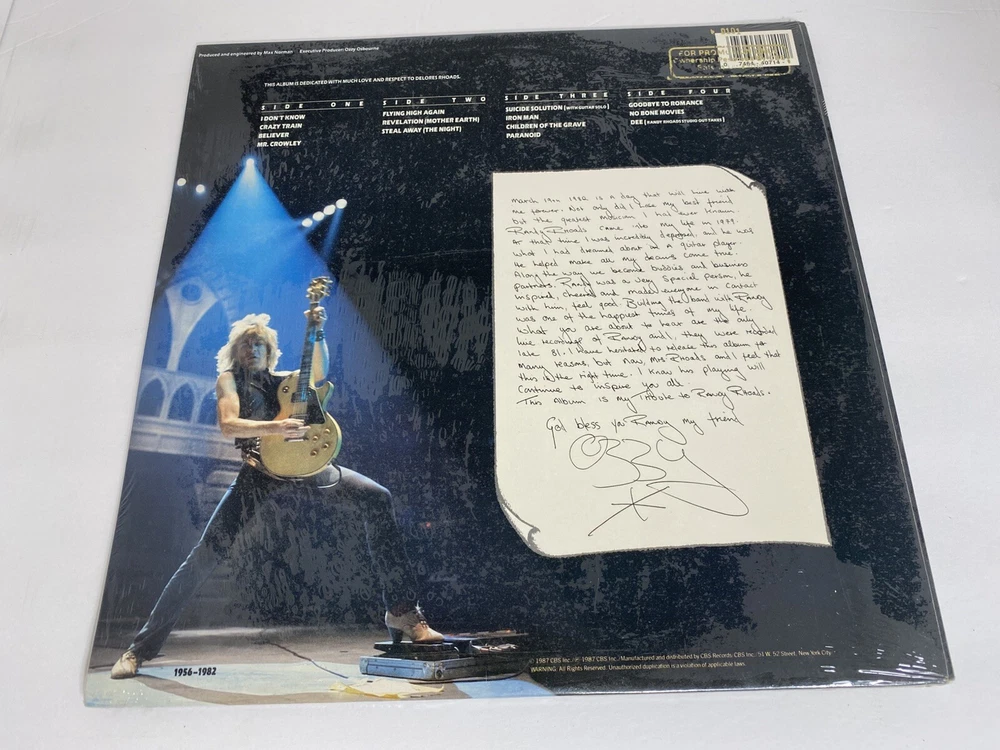 Produced and engineered by Max Norman Executive Producer: Ozzy Osbourne
FOR PROM
wnership Re
Sale
0101
0 7464 40714
THIS ALBUM IS DEDICATED WITH MUCH LOVE AND RESPECT TO DELORES RHOADS.
SIDE ONE
I DON'T KNOW
CRAZY TRAIN
BELIEVER
MR. CROWLEY
SIDE TWO
FLYING HIGH AGAIN
REVELATION (MOTHER EARTH)
STEAL AWAY (THE NIGHT)
SIDE THREE
SUICIDE SOLUTION [WITH GUITAR SOLO]
IRON MAN
CHILDREN OF THE GRAVE
PARANOID
SIDE FOUR
GOODBYE TO ROMANCE
NO BONE MOVIES
DEE [RANDY RHOADS STUDIO OUT TAKES]
March 19th 1982 is a day that will live with
me forever. Not only did I lose my best friend
but the greatest musician I had ever known.
Randy Rhoads came into my life in 1979.
At that time I was incredibly depressed, and he was
what I had dreamed about as a guitar player.
He helped make all my dreams come true.
Along the way we became buddies and business
partners. Randy was a very special person, he
inspired, cheered and made everyone in contact
with him feel good. Building the band with Randy
was one of the happiest times of my life.
What you are about to hear are the only
live recordings of Randy and I, they were recorded
late 81. I have hesitated to release this album for
many reasons, but now, Mrs Rhoads and I feel that
this is the right time. I know his playing will
continue to inspire you all.
This Album is my Tribute to Randy Rhoads.
God bless you Randy my friend
Ozzy
1956–1982
© 1987 CBS Inc./℗ 1987 CBS Inc./Manufactured and distributed by CBS Records, CBS Inc./51 W. 52 Street, New York City
WARNING: All Rights Reserved. Unauthorized duplication is a violation of applicable laws.